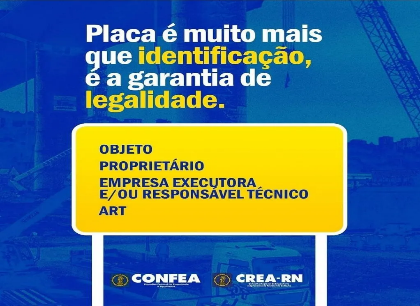 Placa é muito mais
que identificação,
é a garantia de
legalidade.
OBJETO
PROPRIETÁRIO
EMPRESA EXECUTORA
E/OU RESPONSÁVEL TÉCNICO
ART
CONFEA
CREA-RN